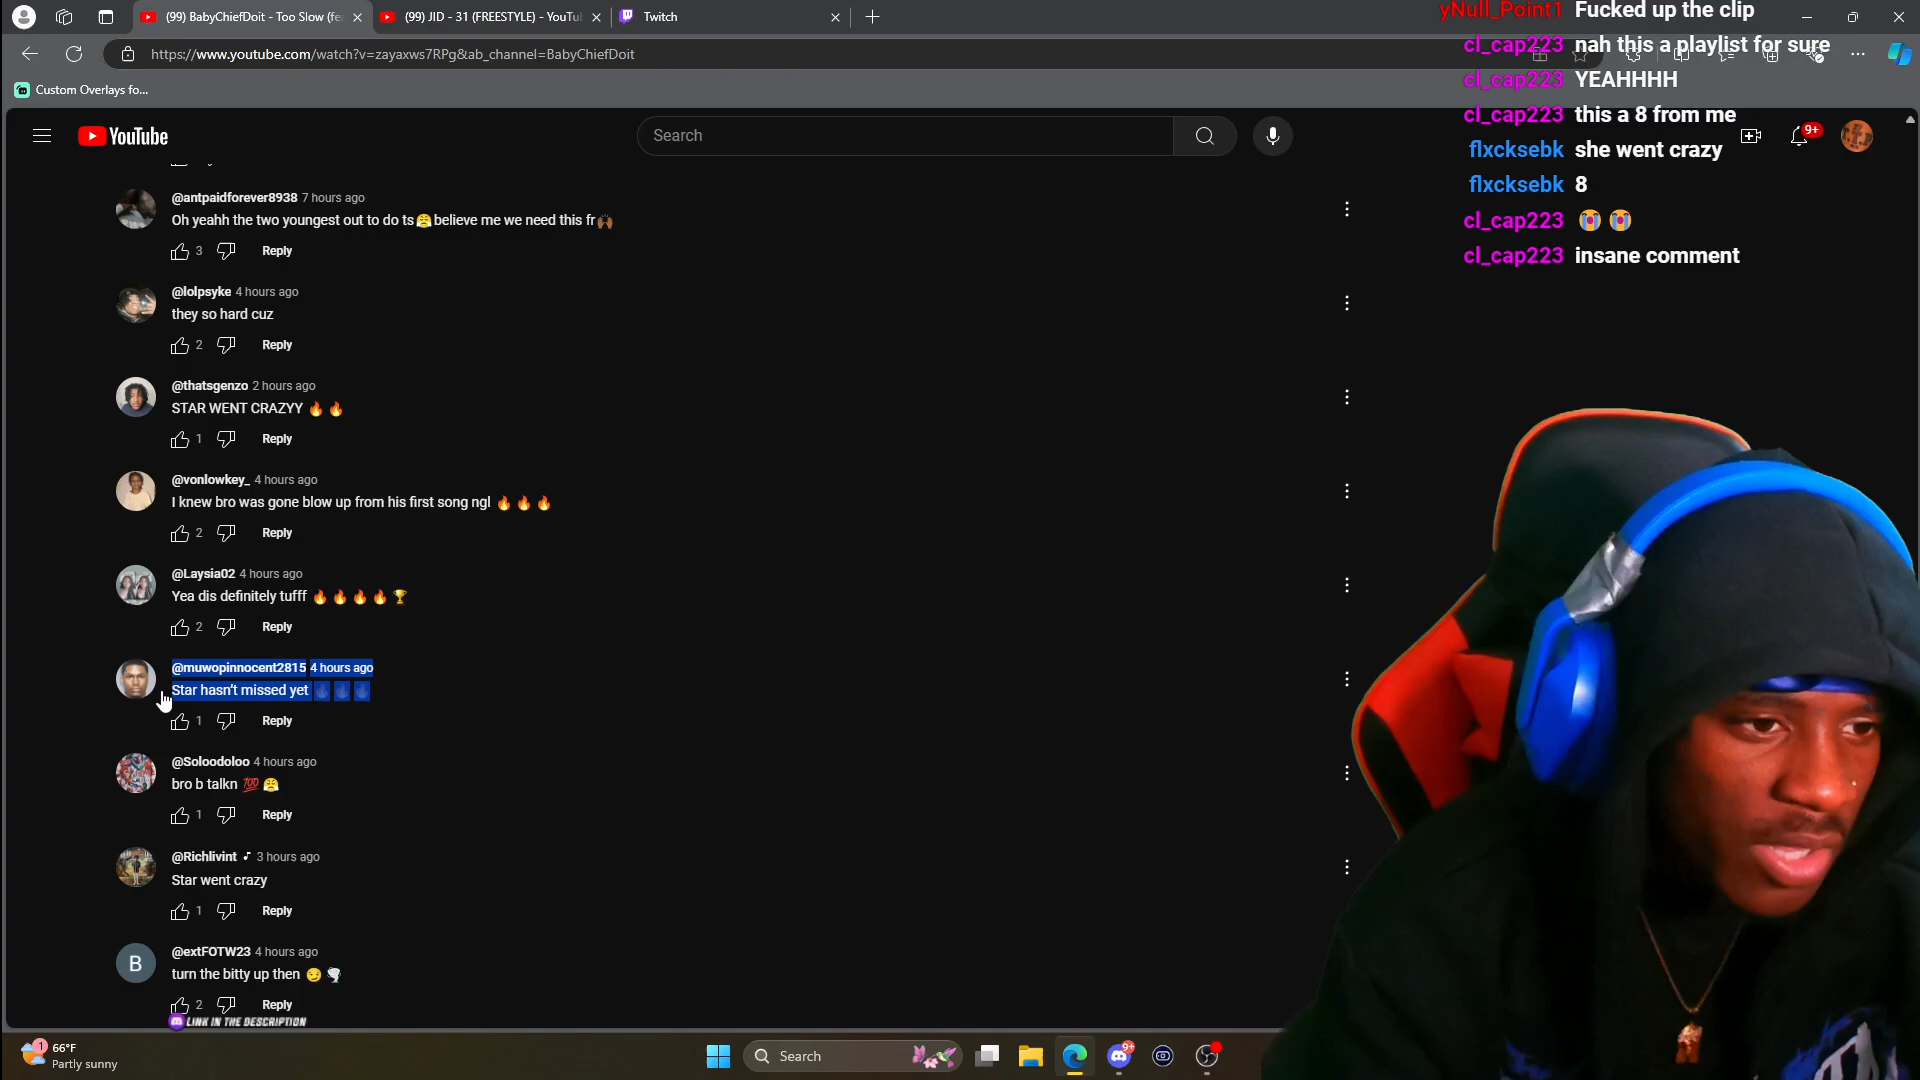 (99) BabyChiefDoit - Too Slow (fe
(99) JID - 31 (FREESTYLE) - YouTu
Twitch
https://www.youtube.com/watch?v=zayaxws7RPg&ab_channel=BabyChiefDoit
Custom Overlays fo...
YouTube
Search
9+
yNull_Point1 Fucked up the clip
cl_cap223 nah this a playlist for sure
cl_cap223 YEAHHHH
cl_cap223 this a 8 from me
flxcksebk she went crazy
flxcksebk 8
cl_cap223 😭 😭
cl_cap223 insane comment
@antpaidforever8938 7 hours ago
Oh yeahh the two youngest out to do ts😤believe me we need this fr🙌🏾
3 Reply
@lolpsyke 4 hours ago
they so hard cuz
2 Reply
@thatsgenzo 2 hours ago
STAR WENT CRAZYY 🔥 🔥
1 Reply
@vonlowkey_ 4 hours ago
I knew bro was gone blow up from his first song ngl 🔥 🔥 🔥
2 Reply
@Laysia02 4 hours ago
Yea dis definitely tufff 🔥 🔥 🔥 🔥 🏆
2 Reply
@muwopinnocent2815 4 hours ago
Star hasn't missed yet 🔥 🔥 🔥
1 Reply
@Soloodoloo 4 hours ago
bro b talkn 💯 😤
1 Reply
@Richlivint 3 hours ago
Star went crazy
1 Reply
B
@extFOTW23 4 hours ago
turn the bitty up then 😏 🌪️
2 Reply
LINK IN THE DESCRIPTION
1
66°F
Partly sunny
Search
9+